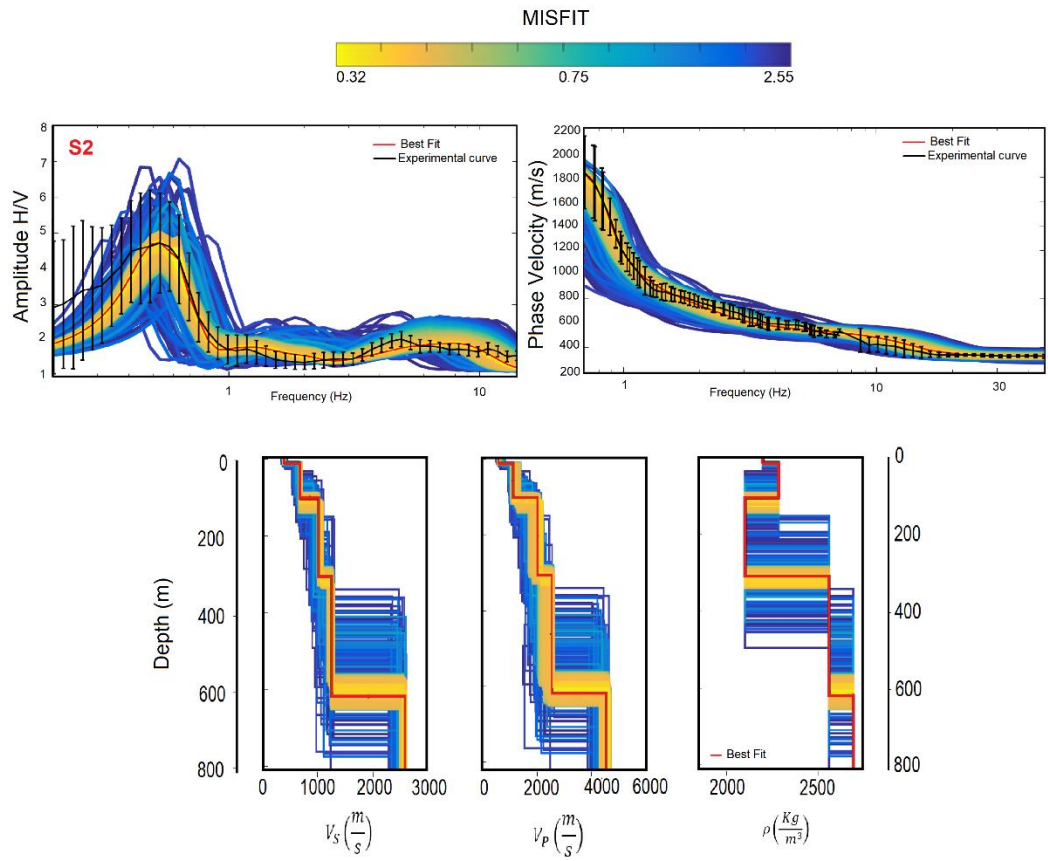 MISFIT
0.32 0.75 2.55
S2
Best Fit
Experimental curve
Amplitude H/V
8
7
6
5
4
3
2
1
1 10
Frequency (Hz)
Best Fit
Experimental curve
Phase Velocity (m/s)
2200
2000
1800
1600
1400
1200
1000
800
600
400
200
1 10 30
Frequency (Hz)
Depth (m)
0
200
400
600
800
0 1000 2000 3000
V_S (m/s)
0 2000 4000 6000
V_P (m/s)
Best Fit
2000 2500
ρ (Kg/m³)
0
200
400
600
800